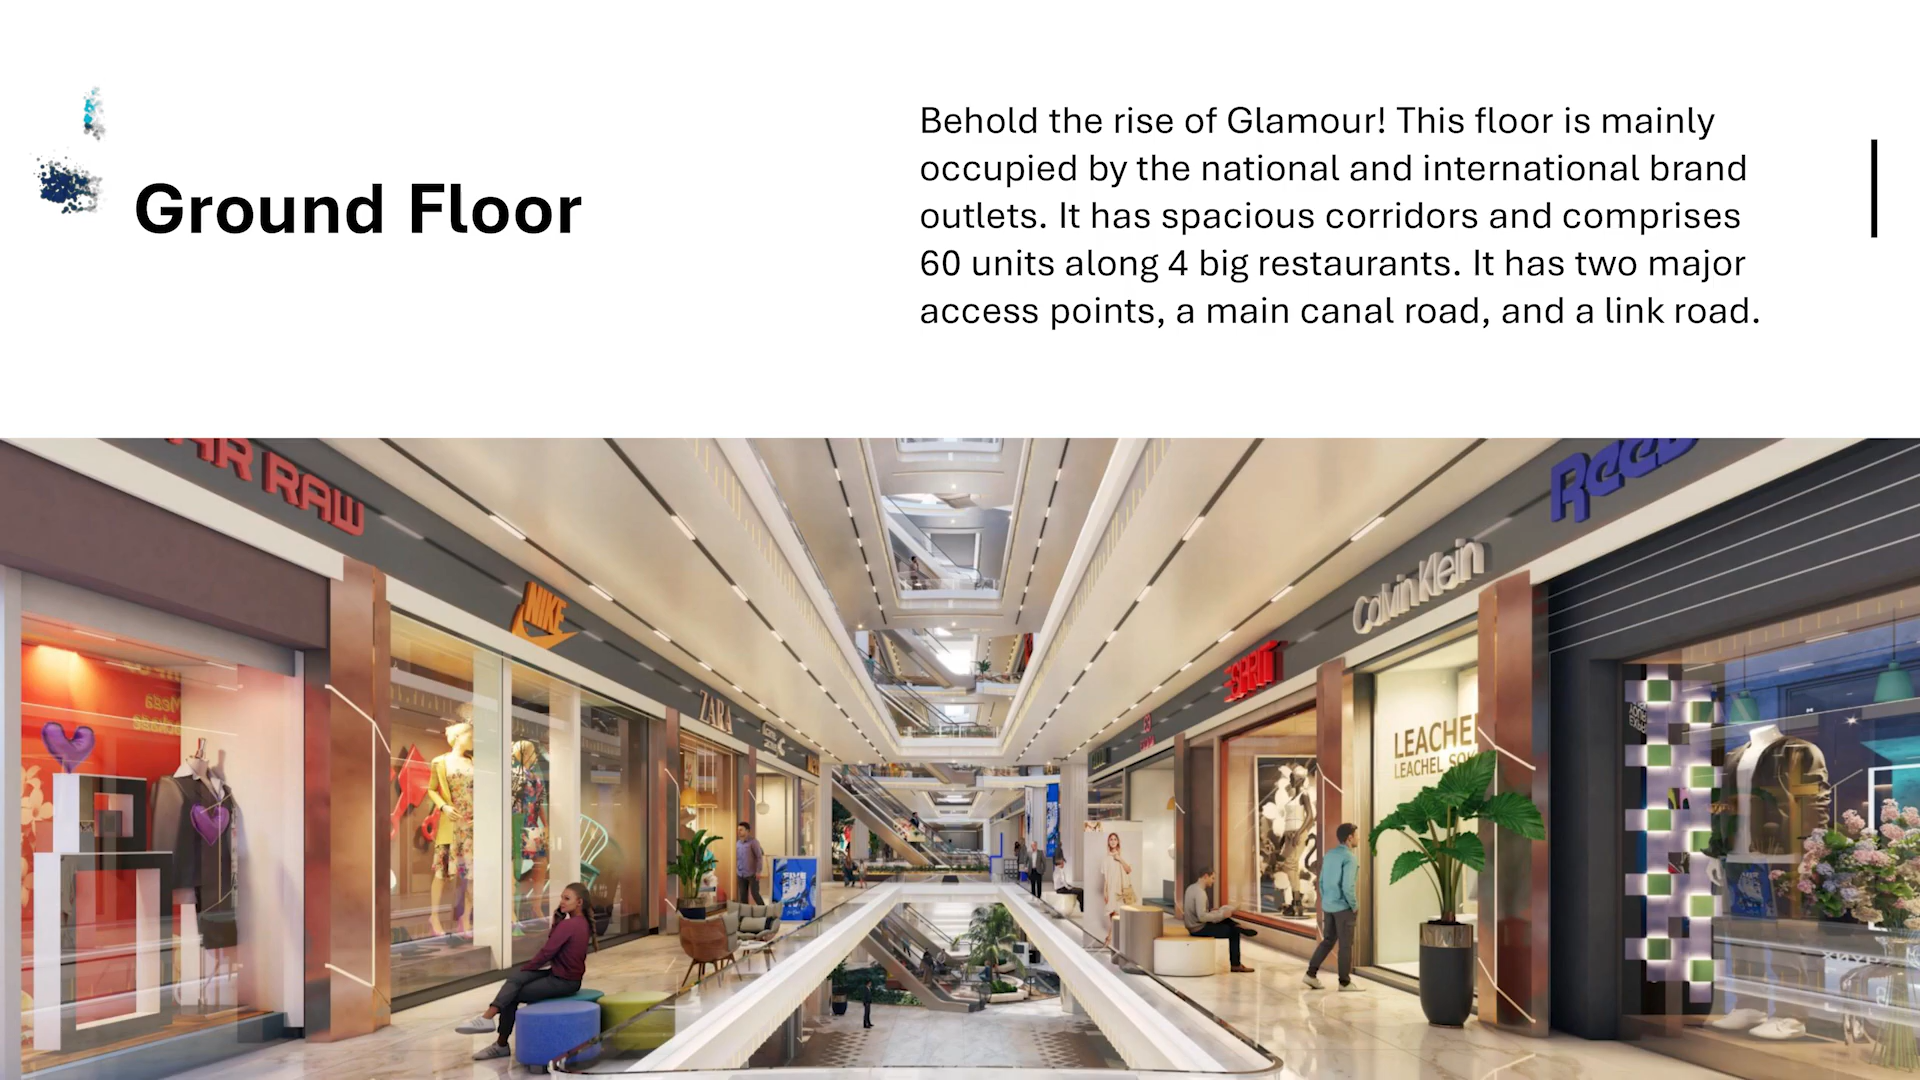 Ground Floor
Behold the rise of Glamour! This floor is mainly
occupied by the national and international brand
outlets. It has spacious corridors and comprises
60 units along 4 big restaurants. It has two major
access points, a main canal road, and a link road.
RAW
NIKE
ZARA
ESPRIT
Calvin Klein
LEACHEL
LEACHEL